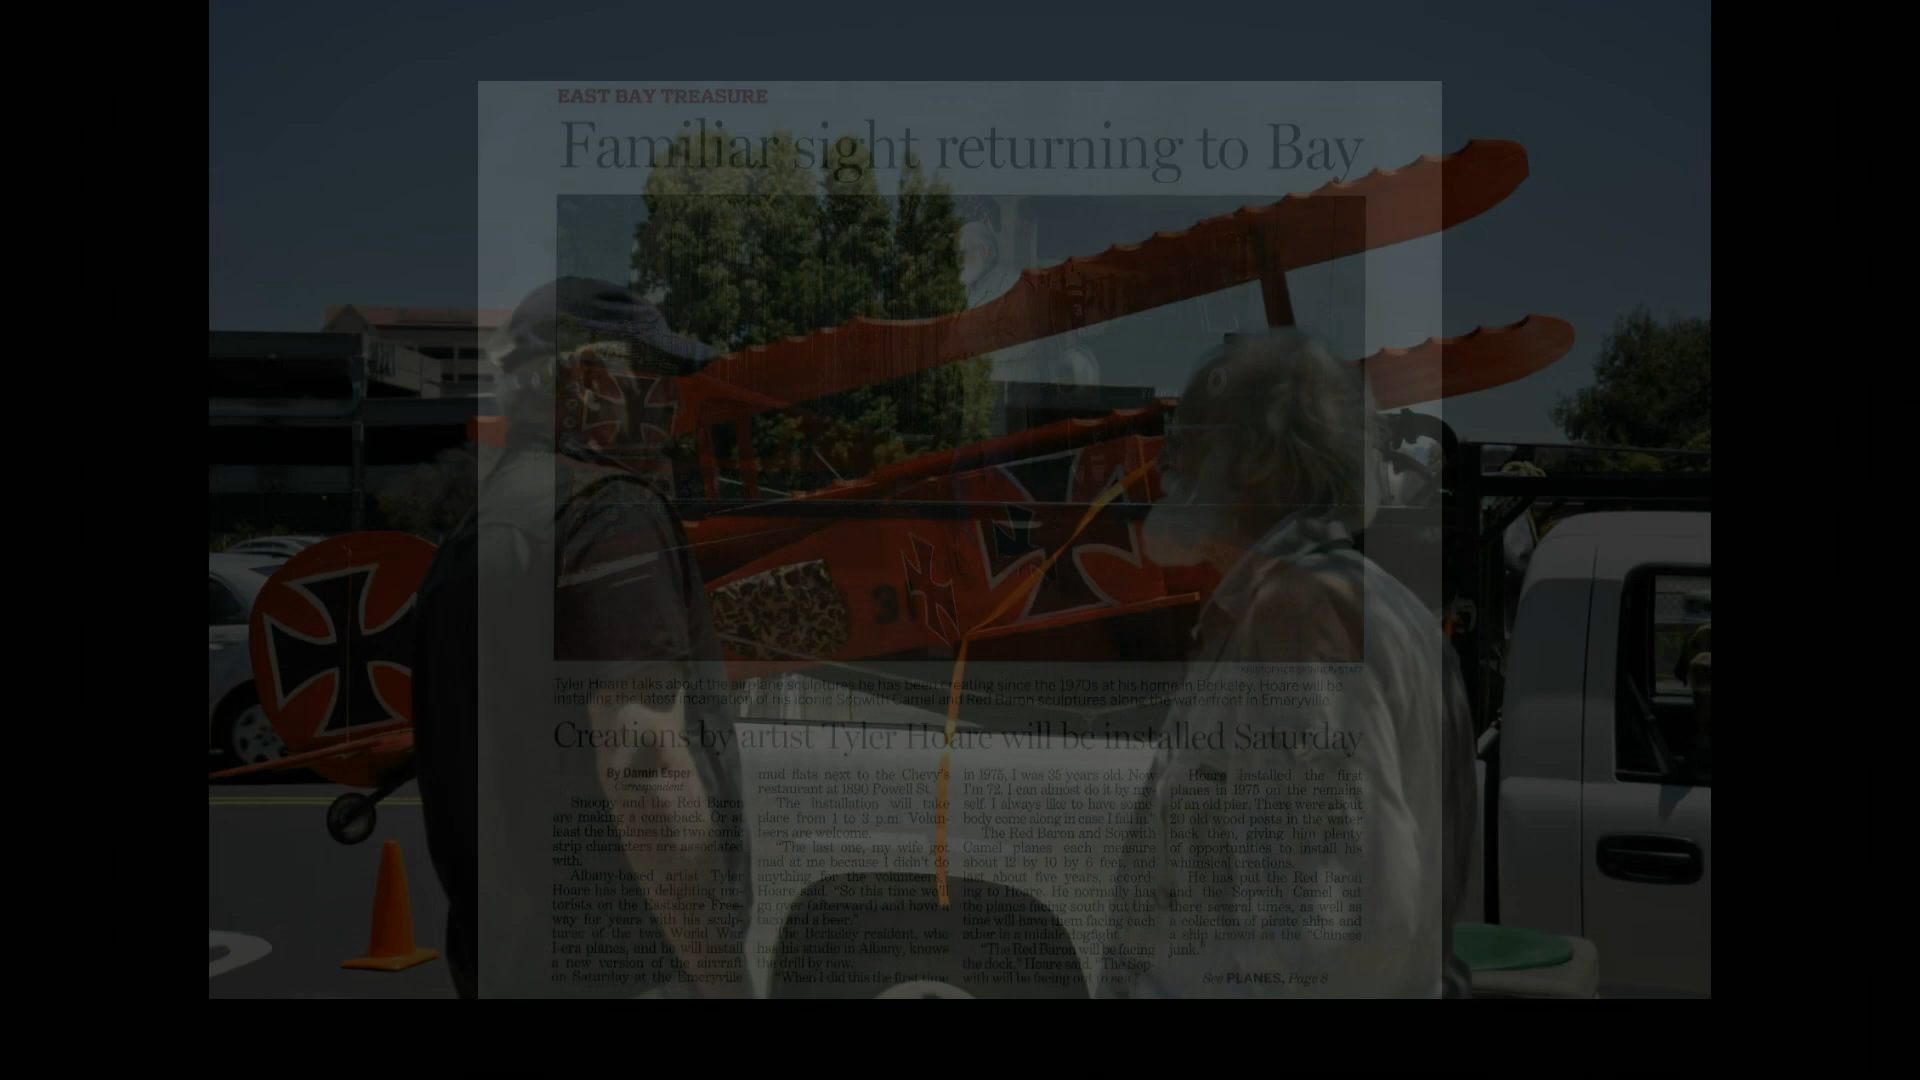 EAST BAY TREASURE
Familiar sight returning to Bay
KRISTOPHER SKINNER/STAFF
Tyler Hoare talks about the airplane sculptures he has been creating since the 1970s at his home in Berkeley. Hoare will be
installing the latest incarnation of his iconic Sopwith Camel and Red Baron sculptures along the waterfront in Emeryville.
Creations by artist Tyler Hoare will be installed Saturday
By Damin Esper
Correspondent
Snoopy and the Red Baron
are making a comeback. Or at
least the biplanes the two comic
strip characters are associated
with.
Albany-based artist Tyler
Hoare has been delighting mo-
torists on the Eastshore Free-
way for years with his sculp-
tures of the two World War
I-era planes, and he will install
a new version of the aircraft
on Saturday at the Emeryville
mud flats next to the Chevy's
restaurant at 1890 Powell St.
The installation will take
place from 1 to 3 p.m. Volun-
teers are welcome.
"The last one, my wife got
mad at me because I didn't do
anything for the volunteers,"
Hoare said. "So this time we'll
go over (afterward) and have a
taco and a beer."
The Berkeley resident, who
has his studio in Albany, knows
the drill by now.
"When I did this the first time
in 1975, I was 35 years old. Now
I'm 72. I can almost do it by my-
self. I always like to have some-
body come along in case I fall in."
The Red Baron and Sopwith
Camel planes each measure
about 12 by 10 by 6 feet, and
last about five years, accord-
ing to Hoare. He normally has
the planes facing south but this
time will have them facing each
other in a midair dogfight.
"The Red Baron will be facing
the dock," Hoare said. "The Sop-
with will be facing out to sea."
Hoare installed the first
planes in 1975 on the remains
of an old pier. There were about
20 old wood posts in the water
back then, giving him plenty
of opportunities to install his
whimsical creations.
He has put the Red Baron
and the Sopwith Camel out
there several times, as well as
a collection of pirate ships and
a ship known as the "Chinese
junk."
See PLANES, Page 8
3